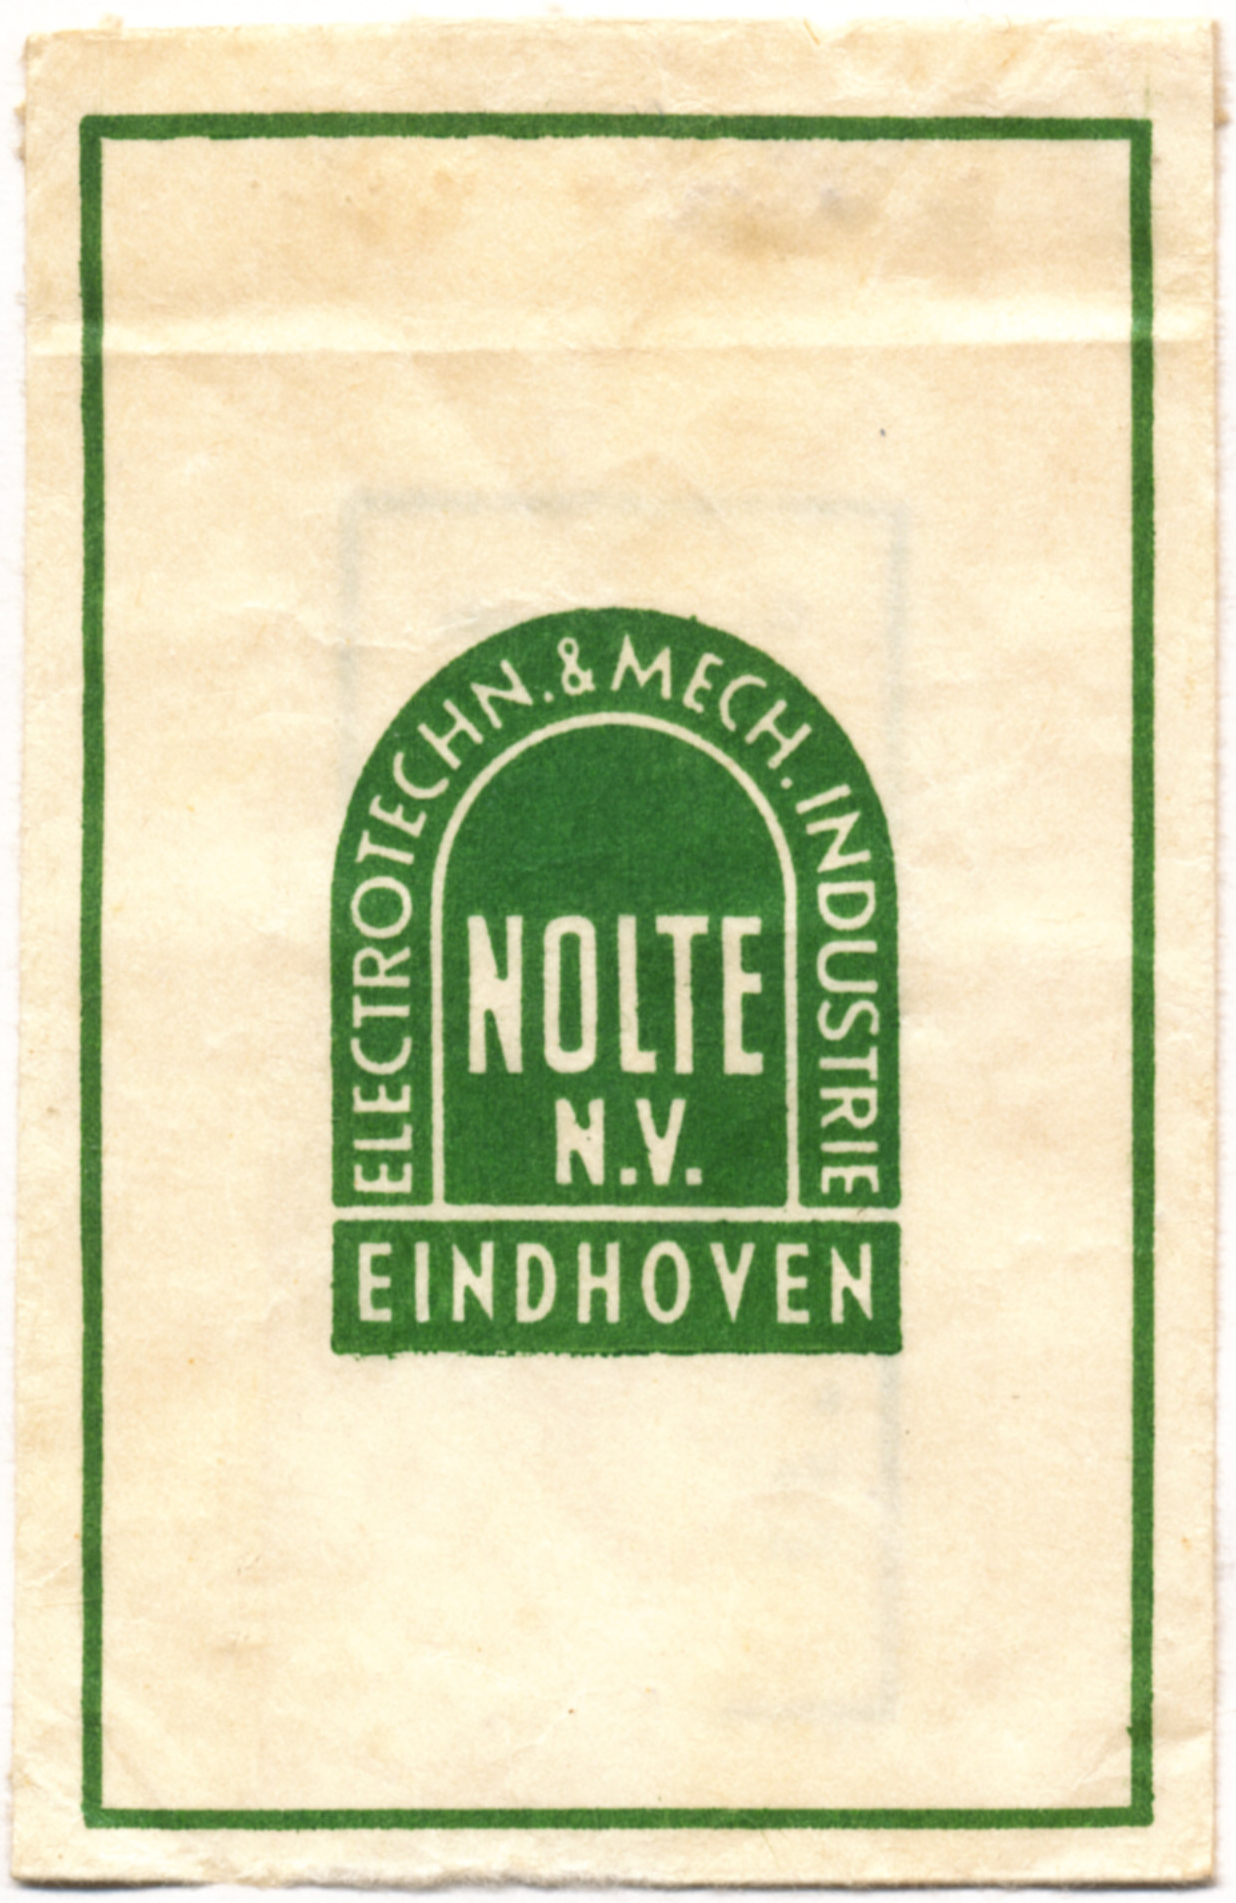 ELECTROTECHN. & MECH. INDUSTRIE
NOLTE
N.V.
EINDHOVEN